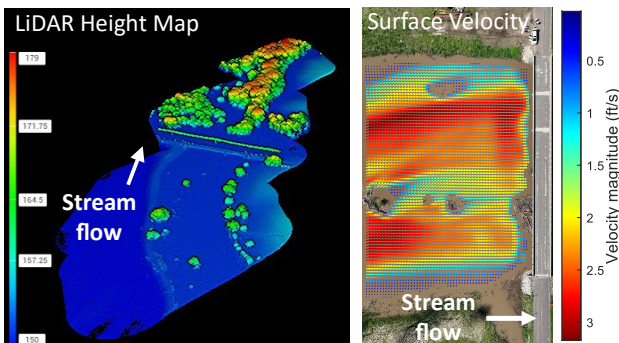 LiDAR Height Map
179
171.75
164.5
157.25
150
Stream
flow
Surface Velocity
Stream
flow
0.5
1
1.5
2
2.5
3
Velocity magnitude (ft/s)